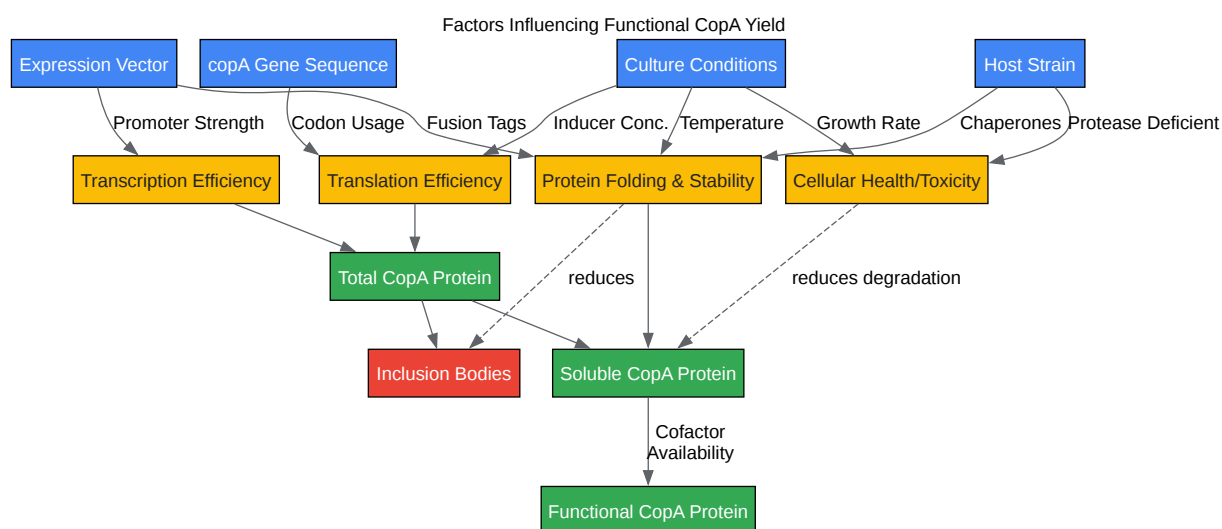 Factors Influencing Functional CopA Yield
Expression Vector
copA Gene Sequence
Culture Conditions
Host Strain
Promoter Strength
Codon Usage
Fusion Tags
Inducer Conc.
Temperature
Growth Rate
Chaperones
Protease Deficient
Transcription Efficiency
Translation Efficiency
Protein Folding & Stability
Cellular Health/Toxicity
Total CopA Protein
reduces
reduces degradation
Inclusion Bodies
Soluble CopA Protein
Cofactor
Availability
Functional CopA Protein